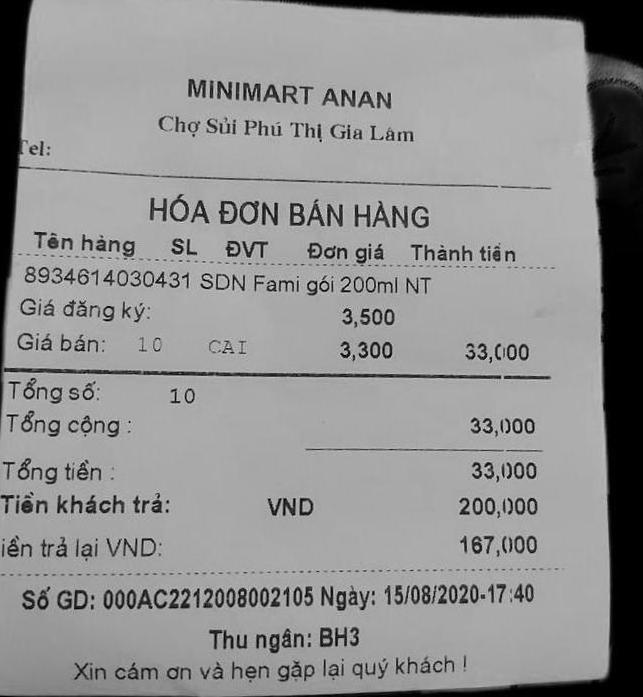 MINIMART ANAN
Chợ Sủi Phú Thị Gia Lâm
Tel:
HÓA ĐƠN BÁN HÀNG
Tên hàng SL ĐVT Đơn giá Thành tiền
8934614030431 SDN Fami gói 200ml NT
Giá đăng ký: 3,500
Giá bán: 10 CAI 3,300 33,000
Tổng số: 10
Tổng cộng : 33,000
Tổng tiền : 33,000
Tiền khách trả: VND 200,000
iền trả lại VND: 167,000
Số GD: 000AC2212008002105 Ngày: 15/08/2020-17:40
Thu ngân: BH3
Xin cám ơn và hẹn gặp lại quý khách !